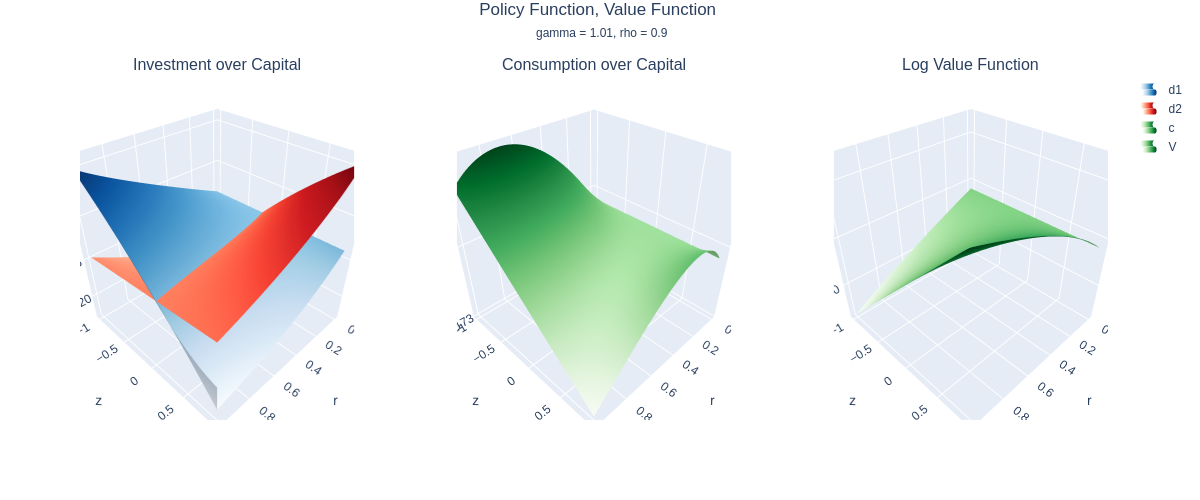 Policy Function, Value Function
gamma = 1.01, rho = 0.9
Investment over Capital
Consumption over Capital
Log Value Function
d1
d2
c
V
20
−1
−0.5
0
0.5
z
0
0.2
0.4
0.6
0.8
r
−1
−0.5
0
0.5
z
0
0.2
0.4
0.6
0.8
r
0
−1
−0.5
0
0.5
z
0
0.2
0.4
0.6
0.8
r